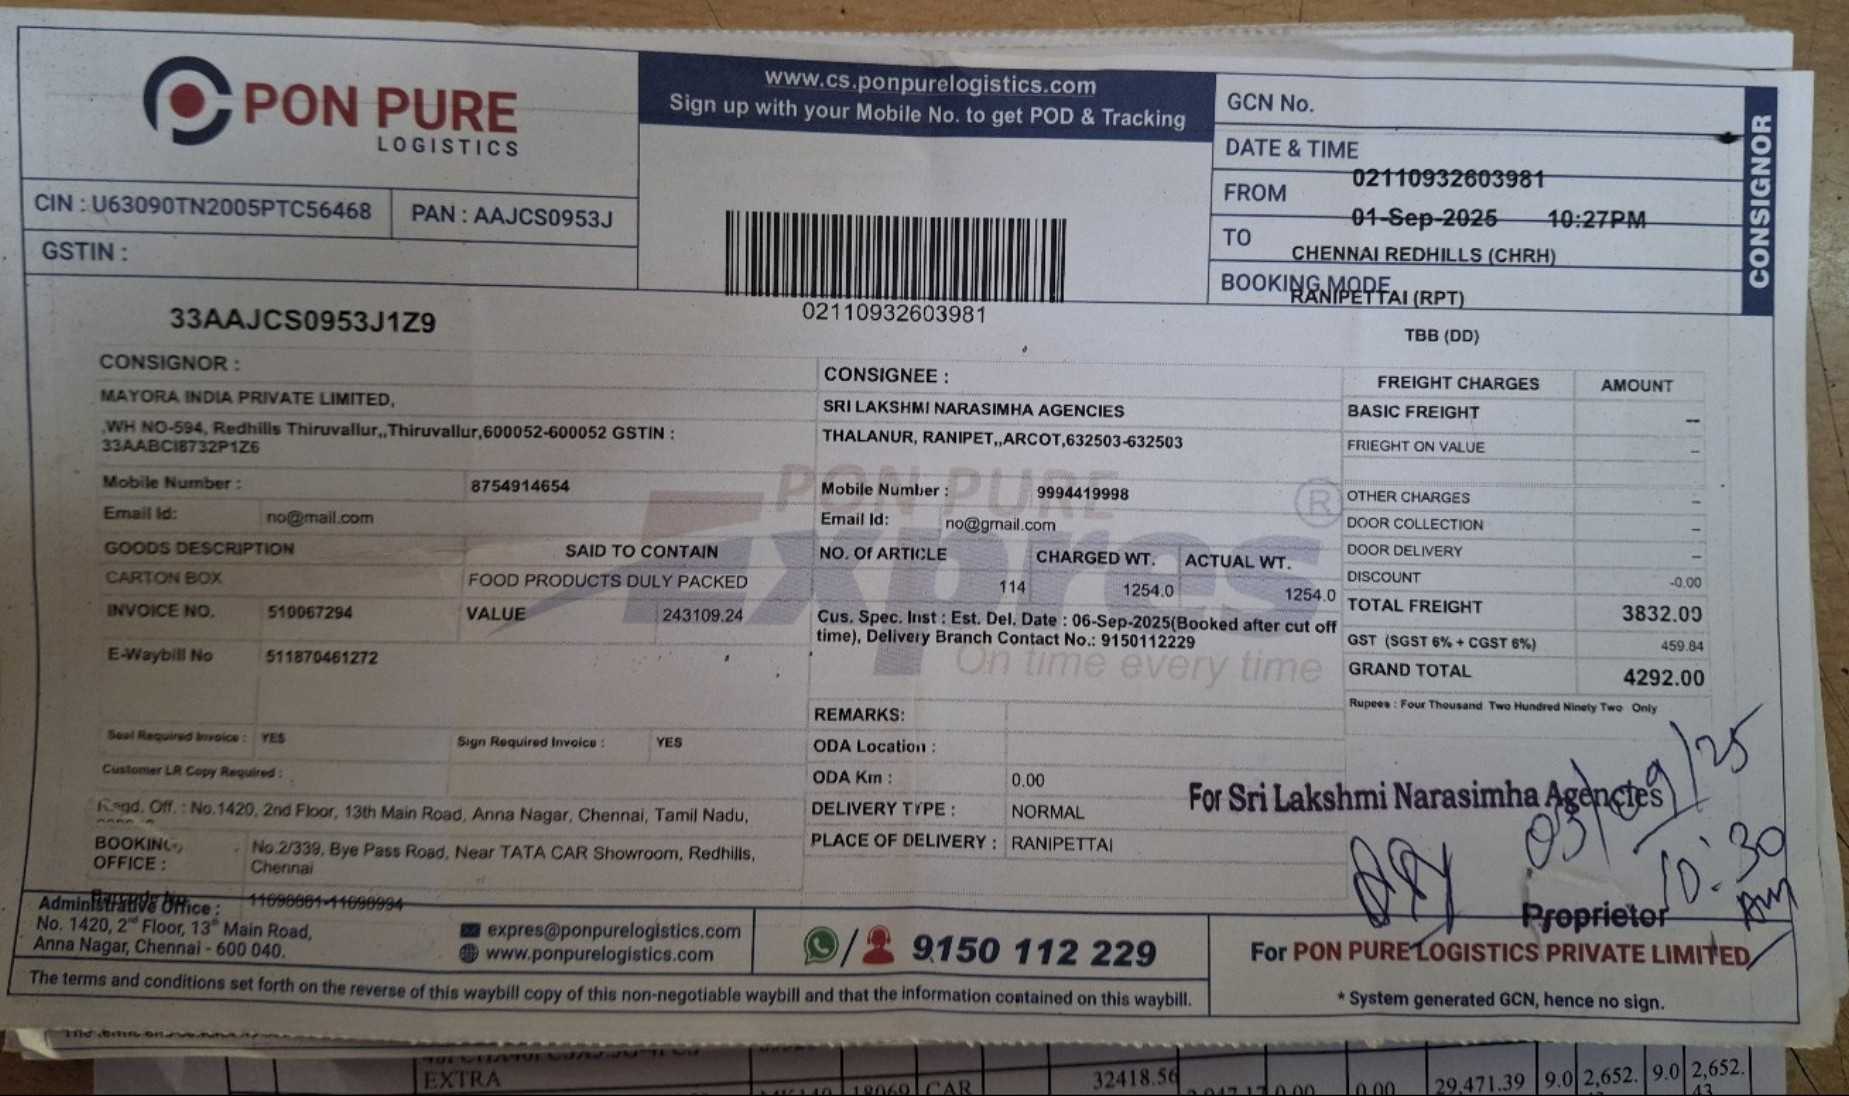 PON PURE
LOGISTICS
CIN : U63090TN2005PTC56468
PAN : AAJCS0953J
GSTIN :
www.cs.ponpurelogistics.com
Sign up with your Mobile No. to get POD & Tracking
02110932603981
GCN No.
DATE & TIME
02110932603981
FROM
01-Sep-2025 10:27PM
TO
CHENNAI REDHILLS (CHRH)
BOOKING MODE
RANIPETTAI (RPT)
TBB (DD)
CONSIGNOR
33AAJCS0953J1Z9
CONSIGNOR :
MAYORA INDIA PRIVATE LIMITED,
,WH NO-594, Redhills Thiruvallur,,Thiruvallur,600052-600052 GSTIN :
33AABCI8732P1Z6
Mobile Number : 8754914654
Email Id: no@mail.com
GOODS DESCRIPTION SAID TO CONTAIN
CARTON BOX FOOD PRODUCTS DULY PACKED
INVOICE NO. 510067294 VALUE 243109.24
E-Waybill No 511870461272
Seal Required Invoice : YES Sign Required Invoice : YES
Customer LR Copy Required :
Regd. Off. : No.1420, 2nd Floor, 13th Main Road, Anna Nagar, Chennai, Tamil Nadu,
BOOKING
OFFICE :
No.2/339, Bye Pass Road, Near TATA CAR Showroom, Redhills,
Chennai
CONSIGNEE :
SRI LAKSHMI NARASIMHA AGENCIES
THALANUR, RANIPET,,ARCOT,632503-632503
Mobile Number : 9994419998
Email Id: no@gmail.com
NO. Of ARTICLE CHARGED WT. ACTUAL WT.
114 1254.0 1254.0
Cus. Spec. Inst : Est. Del. Date : 06-Sep-2025(Booked after cut off
time), Delivery Branch Contact No.: 9150112229
PON PURE
Expres
®
On time every time
REMARKS:
ODA Location :
ODA Km : 0.00
DELIVERY TYPE : NORMAL
PLACE OF DELIVERY : RANIPETTAI
FREIGHT CHARGES AMOUNT
BASIC FREIGHT --
FRIEGHT ON VALUE --
OTHER CHARGES --
DOOR COLLECTION --
DOOR DELIVERY --
DISCOUNT -0.00
TOTAL FREIGHT 3832.00
GST (SGST 6% + CGST 6%) 459.84
GRAND TOTAL 4292.00
Rupees : Four Thousand Two Hundred Ninety Two Only
For Sri Lakshmi Narasimha Agencies
03/09/25
10:30
Am
Proprietor
Barcode No 11698881-11698994
Administrative Office :
No. 1420, 2nd Floor, 13th Main Road,
Anna Nagar, Chennai - 600 040.
expres@ponpurelogistics.com
www.ponpurelogistics.com
9150 112 229
For PON PURE LOGISTICS PRIVATE LIMITED
* System generated GCN, hence no sign.
The terms and conditions set forth on the reverse of this waybill copy of this non-negotiable waybill and that the information contained on this waybill.
EXTRA
18069 CAR 32418.56 0.00 0.00 29,471.39 9.0 2,652. 9.0 2,652.